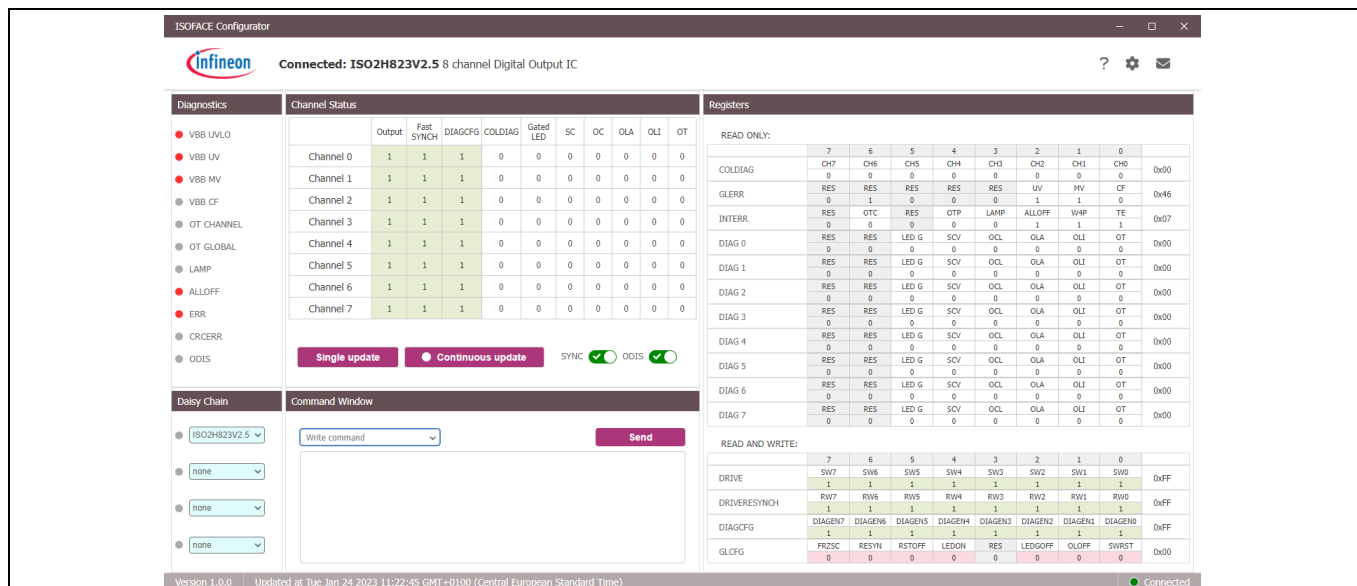 ISOFACE Configurator
infineon
Connected: ISO2H823V2.5 8 channel Digital Output IC
?
Diagnostics
VBB UVLO
VBB UV
VBB MV
VBB CF
OT CHANNEL
OT GLOBAL
LAMP
ALLOFF
ERR
CRCERR
ODIS
Channel Status
Output Fast SYNCH DIAGCFG COLDIAG Gated LED SC OC OLA OLI OT
Channel 0 1 1 1 0 0 0 0 0 0 0
Channel 1 1 1 1 0 0 0 0 0 0 0
Channel 2 1 1 1 0 0 0 0 0 0 0
Channel 3 1 1 1 0 0 0 0 0 0 0
Channel 4 1 1 1 0 0 0 0 0 0 0
Channel 5 1 1 1 0 0 0 0 0 0 0
Channel 6 1 1 1 0 0 0 0 0 0 0
Channel 7 1 1 1 0 0 0 0 0 0 0
Single update Continuous update SYNC ODIS
Daisy Chain
ISO2H823V2.5
none
none
none
Command Window
Write command Send
Registers
READ ONLY:
7 6 5 4 3 2 1 0
COLDIAG CH7 CH6 CH5 CH4 CH3 CH2 CH1 CH0 0x00
0 0 0 0 0 0 0 0
GLERR RES RES RES RES RES UV MV CF 0x46
0 1 0 0 0 1 1 0
INTERR RES OTC RES OTP LAMP ALLOFF W4P TE 0x07
0 0 0 0 0 1 1 1
DIAG 0 RES RES LED G SCV OCL OLA OLI OT 0x00
0 0 0 0 0 0 0 0
DIAG 1 RES RES LED G SCV OCL OLA OLI OT 0x00
0 0 0 0 0 0 0 0
DIAG 2 RES RES LED G SCV OCL OLA OLI OT 0x00
0 0 0 0 0 0 0 0
DIAG 3 RES RES LED G SCV OCL OLA OLI OT 0x00
0 0 0 0 0 0 0 0
DIAG 4 RES RES LED G SCV OCL OLA OLI OT 0x00
0 0 0 0 0 0 0 0
DIAG 5 RES RES LED G SCV OCL OLA OLI OT 0x00
0 0 0 0 0 0 0 0
DIAG 6 RES RES LED G SCV OCL OLA OLI OT 0x00
0 0 0 0 0 0 0 0
DIAG 7 RES RES LED G SCV OCL OLA OLI OT 0x00
0 0 0 0 0 0 0 0
READ AND WRITE:
7 6 5 4 3 2 1 0
DRIVE SW7 SW6 SW5 SW4 SW3 SW2 SW1 SW0 0xFF
1 1 1 1 1 1 1 1
DRIVERESYNCH RW7 RW6 RW5 RW4 RW3 RW2 RW1 RW0 0xFF
1 1 1 1 1 1 1 1
DIAGCFG DIAGEN7 DIAGEN6 DIAGEN5 DIAGEN4 DIAGEN3 DIAGEN2 DIAGEN1 DIAGEN0 0xFF
1 1 1 1 1 1 1 1
GLCFG FRZSC RESYN RSTOFF LEDON RES LEDGOFF OLOFF SWRST 0x00
0 0 0 0 0 0 0 0
Version 1.0.0 Updated at Tue Jan 24 2023 11:22:45 GMT+0100 (Central European Standard Time) Connected